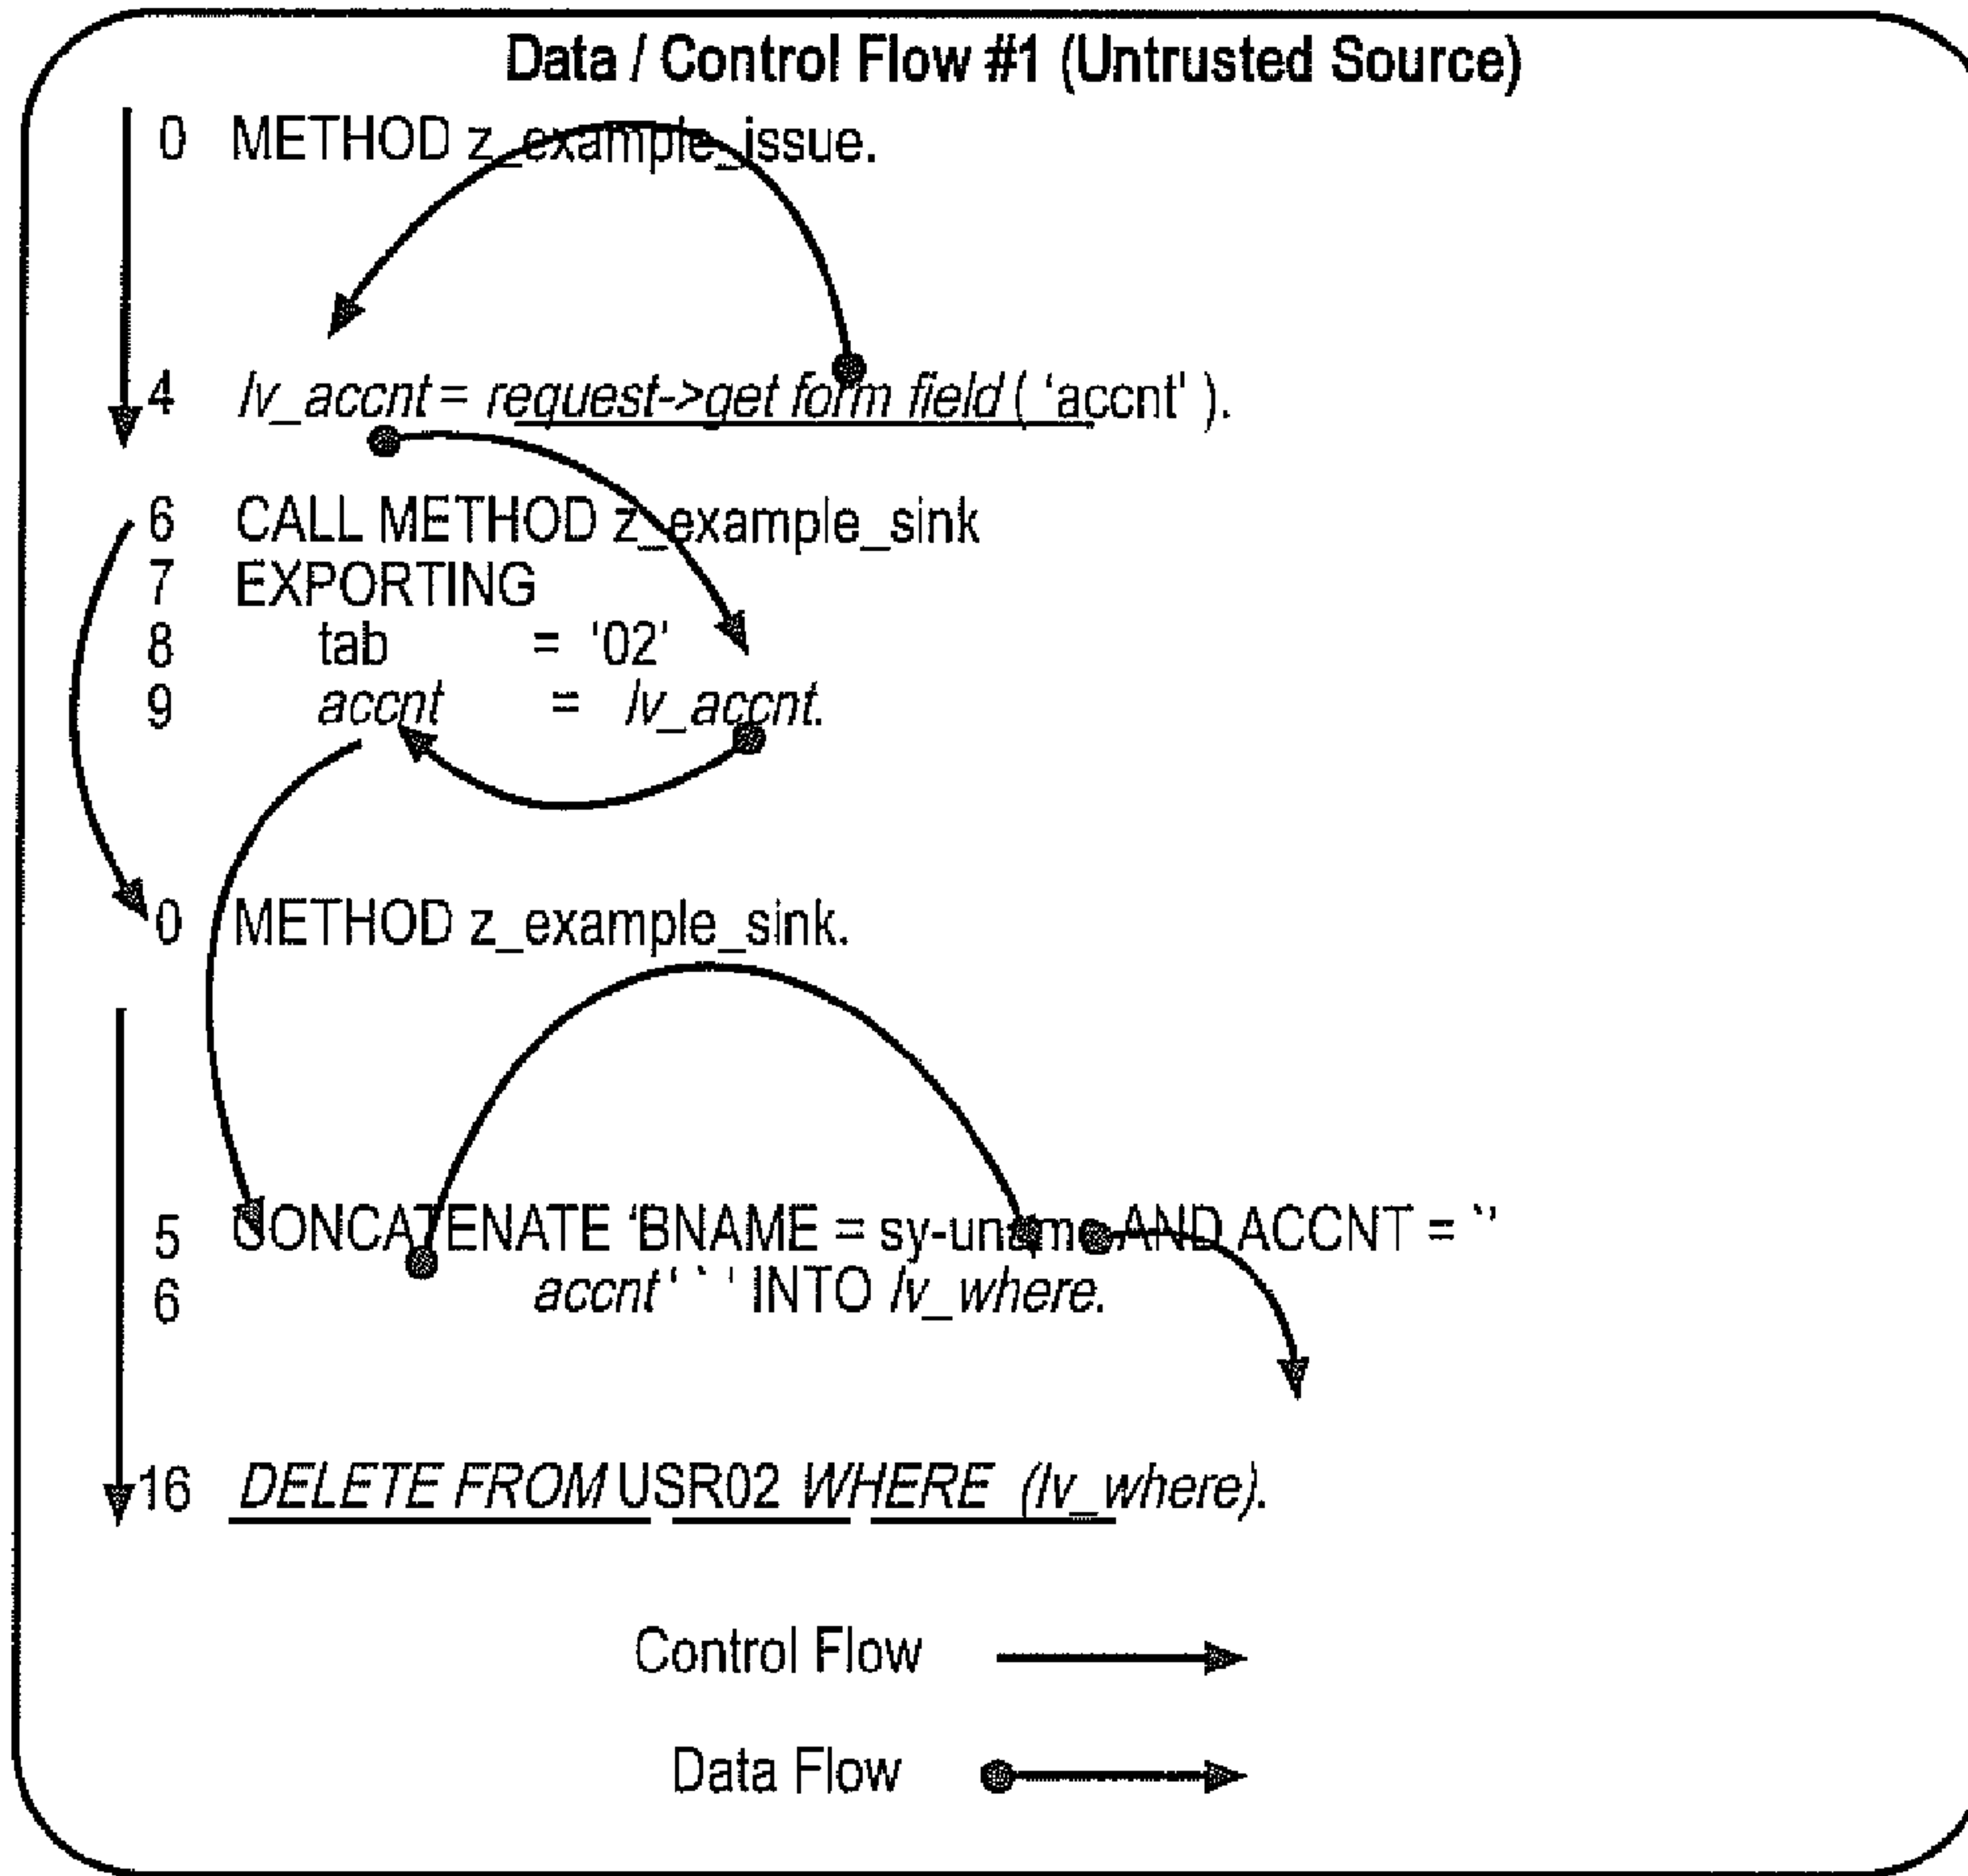 Data / Control Flow #1 (Untrusted Source)
0 METHOD z_example_issue.
4 lv_accnt = request->get form field ( ‘accnt' ).
6 CALL METHOD z_example_sink
7 EXPORTING
8 tab = ‘02’
9 accnt = lv_accnt.
0 METHOD z_example_sink.
5 CONCATENATE ‘BNAME = sy-uname AND ACCNT = `’
6 accnt ‘ ` ' INTO lv_where.
16 DELETE FROM USR02 WHERE (lv_where).
Control Flow
Data Flow